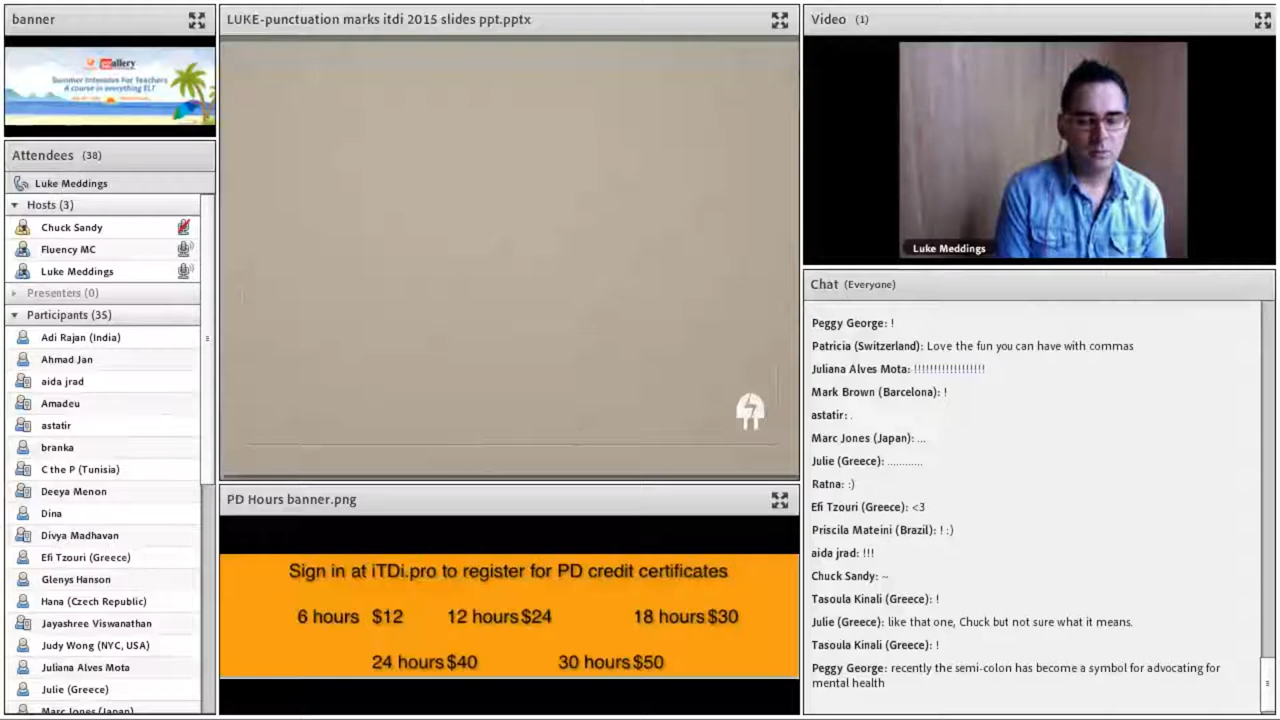 banner
allery
Summer Intensive For Teachers
A course in everything ELT
Attendees (38)
Luke Meddings
Hosts (3)
Chuck Sandy
Fluency MC
Luke Meddings
Presenters (0)
Participants (35)
Adi Rajan (India)
Ahmad Jan
aida jrad
Amadeu
astatir
branka
C the P (Tunisia)
Deeya Menon
Dina
Divya Madhavan
Efi Tzouri (Greece)
Glenys Hanson
Hana (Czech Republic)
Jayashree Viswanathan
Judy Wong (NYC, USA)
Juliana Alves Mota
Julie (Greece)
Marc Jones (Japan)
LUKE-punctuation marks itdi 2015 slides ppt.pptx
PD Hours banner.png
Sign in at iTDi.pro to register for PD credit certificates
6 hours $12 12 hours $24 18 hours $30
24 hours $40 30 hours $50
Video (1)
Luke Meddings
Chat (Everyone)
Peggy George: !
Patricia (Switzerland): Love the fun you can have with commas
Juliana Alves Mota: !!!!!!!!!!!!!!!!!!
Mark Brown (Barcelona): !
astatir: .
Marc Jones (Japan): ...
Julie (Greece): ............
Ratna: :)
Efi Tzouri (Greece): <3
Priscila Mateini (Brazil): ! :)
aida jrad: !!!
Chuck Sandy: ~
Tasoula Kinali (Greece): !
Julie (Greece): like that one, Chuck but not sure what it means.
Tasoula Kinali (Greece): !
Peggy George: recently the semi-colon has become a symbol for advocating for
mental health